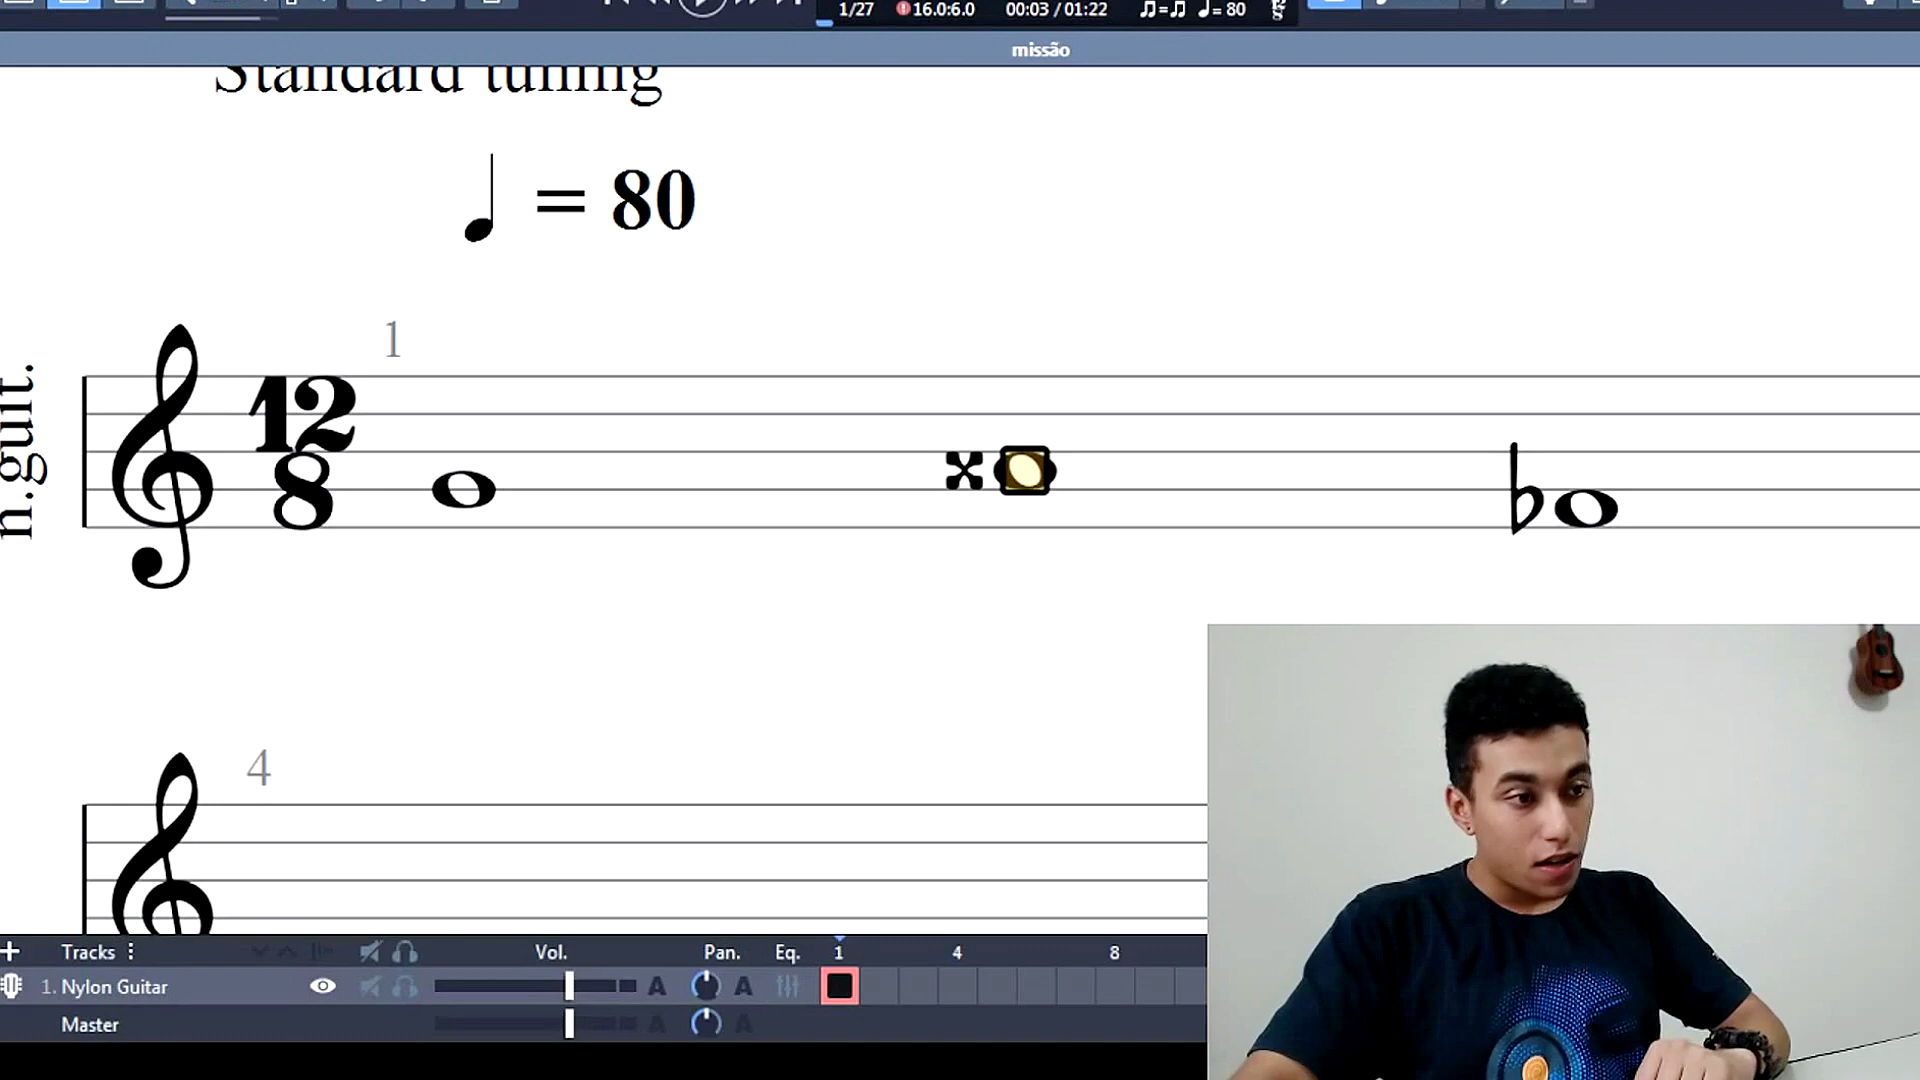 1/27 16.0:6.0 00:03 / 01:22 ♫=♫ ♩= 80
missão
Standard tuning
♩ = 80
1
n.guit.
12
8
4
Tracks Vol. Pan. Eq. 1 4 8
1. Nylon Guitar A A
Master A A